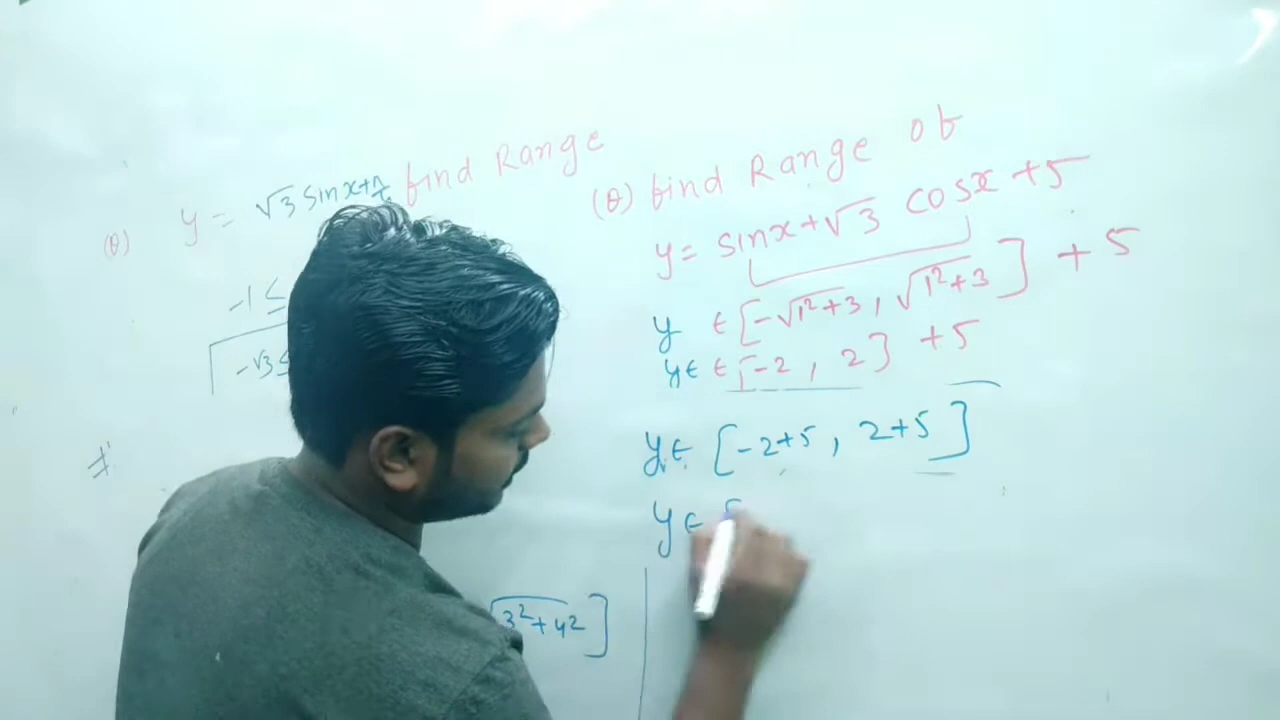 (Q) y = √3 sinx+ find Range
-1 ≤
-√3 ≤
#
3²+4² ]
(Q) find Range of
y = sinx+√3 cosx +5
y ∈ [-√1²+3 , √1²+3 ] + 5
y∈ ∈ [-2 , 2] +5
y∈ [-2+5 , 2+5 ]
y∈ [